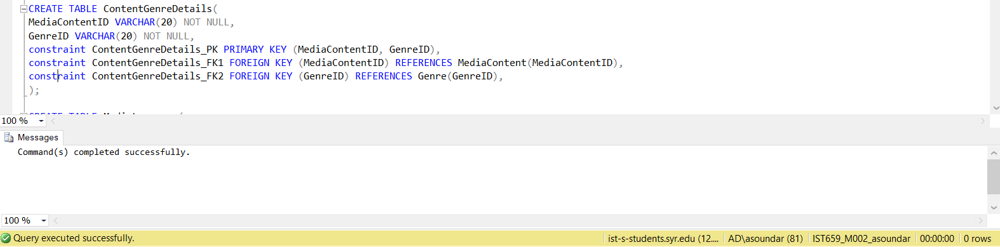 CREATE TABLE ContentGenreDetails(
MediaContentID VARCHAR(20) NOT NULL,
GenreID VARCHAR(20) NOT NULL,
constraint ContentGenreDetails_PK PRIMARY KEY (MediaContentID, GenreID),
constraint ContentGenreDetails_FK1 FOREIGN KEY (MediaContentID) REFERENCES MediaContent(MediaContentID),
constraint ContentGenreDetails_FK2 FOREIGN KEY (GenreID) REFERENCES Genre(GenreID),
);
CREATE TABLE
100 %
Messages
Command(s) completed successfully.
100 %
Query executed successfully. ist-s-students.syr.edu (12.... AD\asoundar (81) IST659_M002_asoundar 00:00:00 0 rows